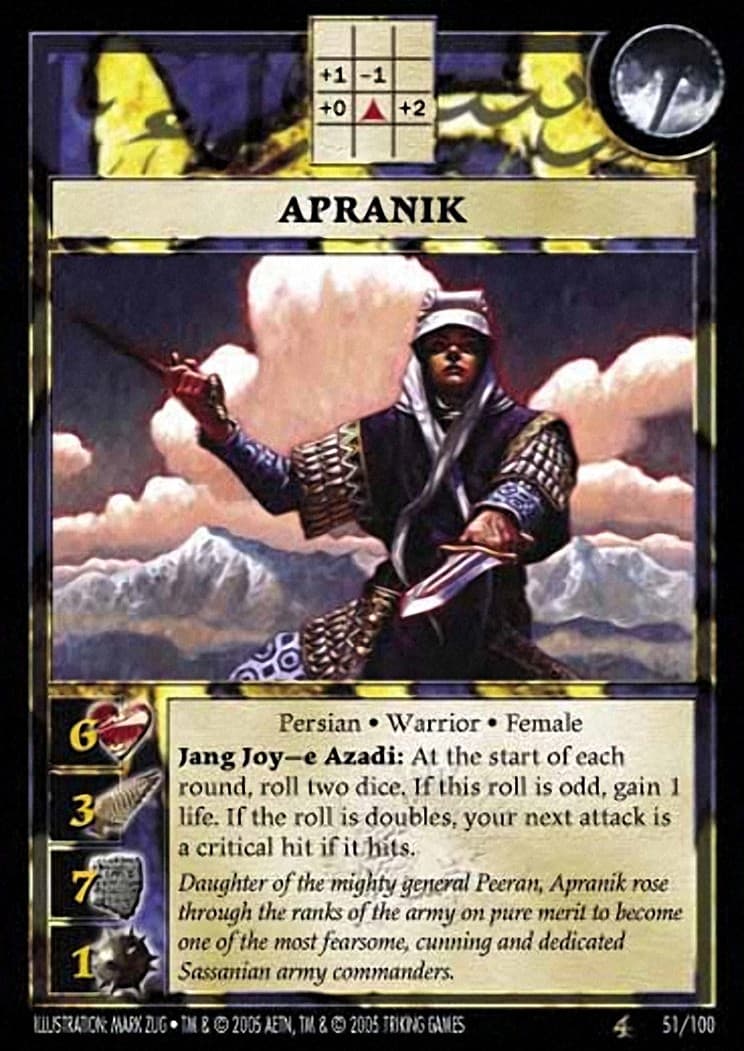 +1 -1
+0 +2
APRANIK
6
3
7
1
Persian • Warrior • Female
Jang Joy—e Azadi: At the start of each
round, roll two dice. If this roll is odd, gain 1
life. If the roll is doubles, your next attack is
a critical hit if it hits.
Daughter of the mighty general Peeran, Apranik rose
through the ranks of the army on pure merit to become
one of the most fearsome, cunning and dedicated
Sassanian army commanders.
ILLUSTRATION: MARK ZUG • TM & © 2005 AETN, TM & © 2005 TRIKING GAMES
4 51/100